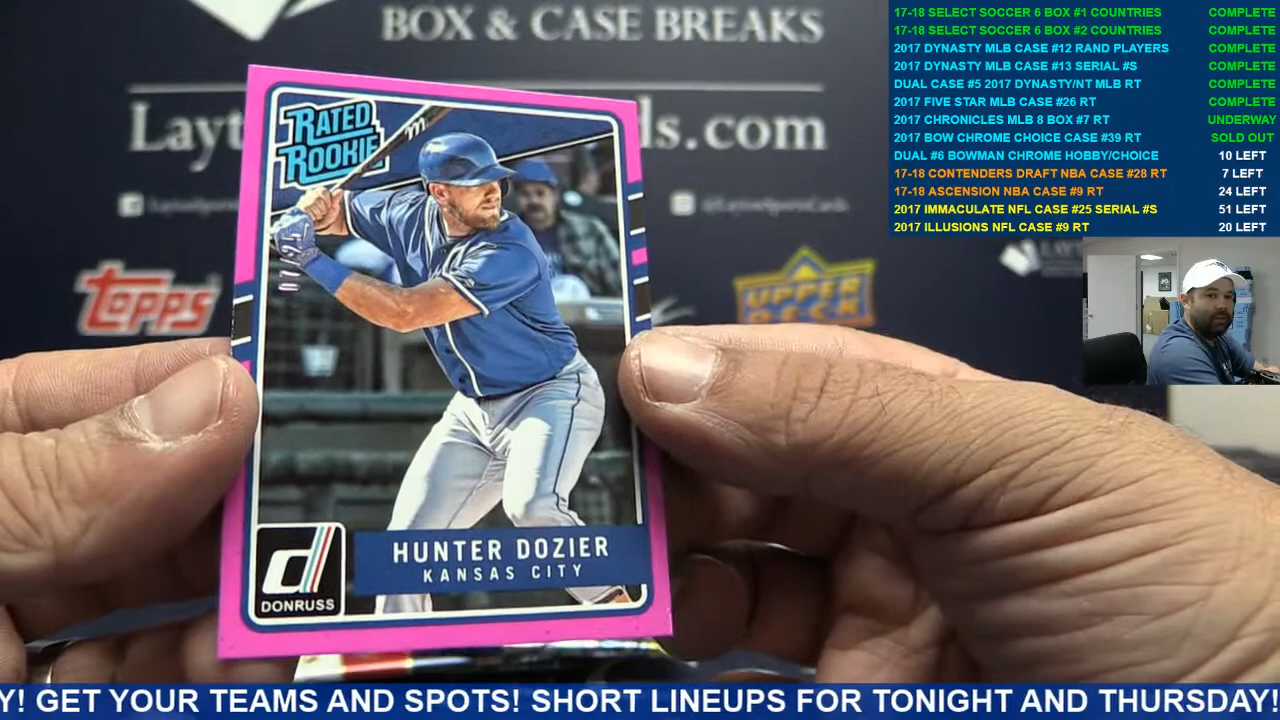 BOX & CASE BREAKS
Layt ls.com
RATED
ROOKIE
07/25
HUNTER DOZIER
KANSAS CITY
d
DONRUSS
TOPPS
UPPER
DECK
17-18 SELECT SOCCER 6 BOX #1 COUNTRIES COMPLETE
17-18 SELECT SOCCER 6 BOX #2 COUNTRIES COMPLETE
2017 DYNASTY MLB CASE #12 RAND PLAYERS COMPLETE
2017 DYNASTY MLB CASE #13 SERIAL #S COMPLETE
DUAL CASE #5 2017 DYNASTY/NT MLB RT COMPLETE
2017 FIVE STAR MLB CASE #26 RT COMPLETE
2017 CHRONICLES MLB 8 BOX #7 RT UNDERWAY
2017 BOW CHROME CHOICE CASE #39 RT SOLD OUT
DUAL #6 BOWMAN CHROME HOBBY/CHOICE 10 LEFT
17-18 CONTENDERS DRAFT NBA CASE #28 RT 7 LEFT
17-18 ASCENSION NBA CASE #9 RT 24 LEFT
2017 IMMACULATE NFL CASE #25 SERIAL #S 51 LEFT
2017 ILLUSIONS NFL CASE #9 RT 20 LEFT
Y! GET YOUR TEAMS AND SPOTS! SHORT LINEUPS FOR TONIGHT AND THURSDAY!